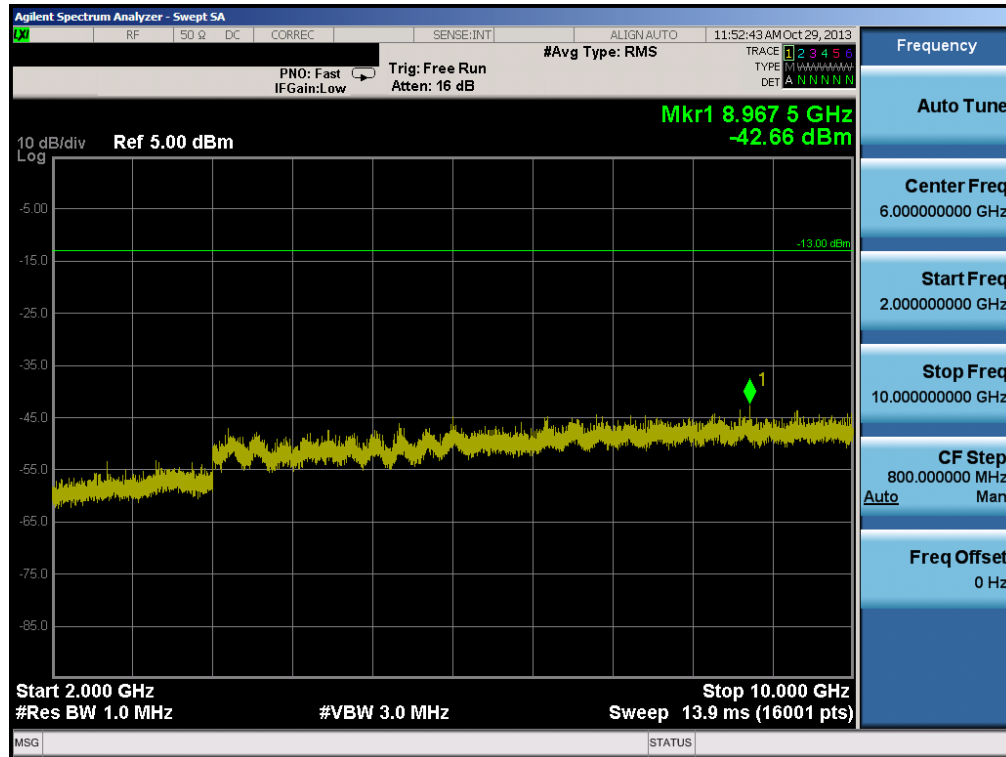 Agilent Spectrum Analyzer - Swept SA
LXI RF 50 Ω DC CORREC SENSE:INT ALIGN AUTO 11:52:43 AM Oct 29, 2013
#Avg Type: RMS TRACE 1 2 3 4 5 6
PNO: Fast Trig: Free Run TYPE M
IFGain:Low Atten: 16 dB DET A N N N N N
Mkr1 8.967 5 GHz
-42.66 dBm
10 dB/div Ref 5.00 dBm
Log
-5.00
-13.00 dBm
-15.0
-25.0
-35.0
1
-45.0
-55.0
-65.0
-75.0
-85.0
Start 2.000 GHz Stop 10.000 GHz
#Res BW 1.0 MHz #VBW 3.0 MHz Sweep 13.9 ms (16001 pts)
MSG STATUS
Frequency
Auto Tune
Center Freq
6.000000000 GHz
Start Freq
2.000000000 GHz
Stop Freq
10.000000000 GHz
CF Step
800.000000 MHz
Auto Man
Freq Offset
0 Hz